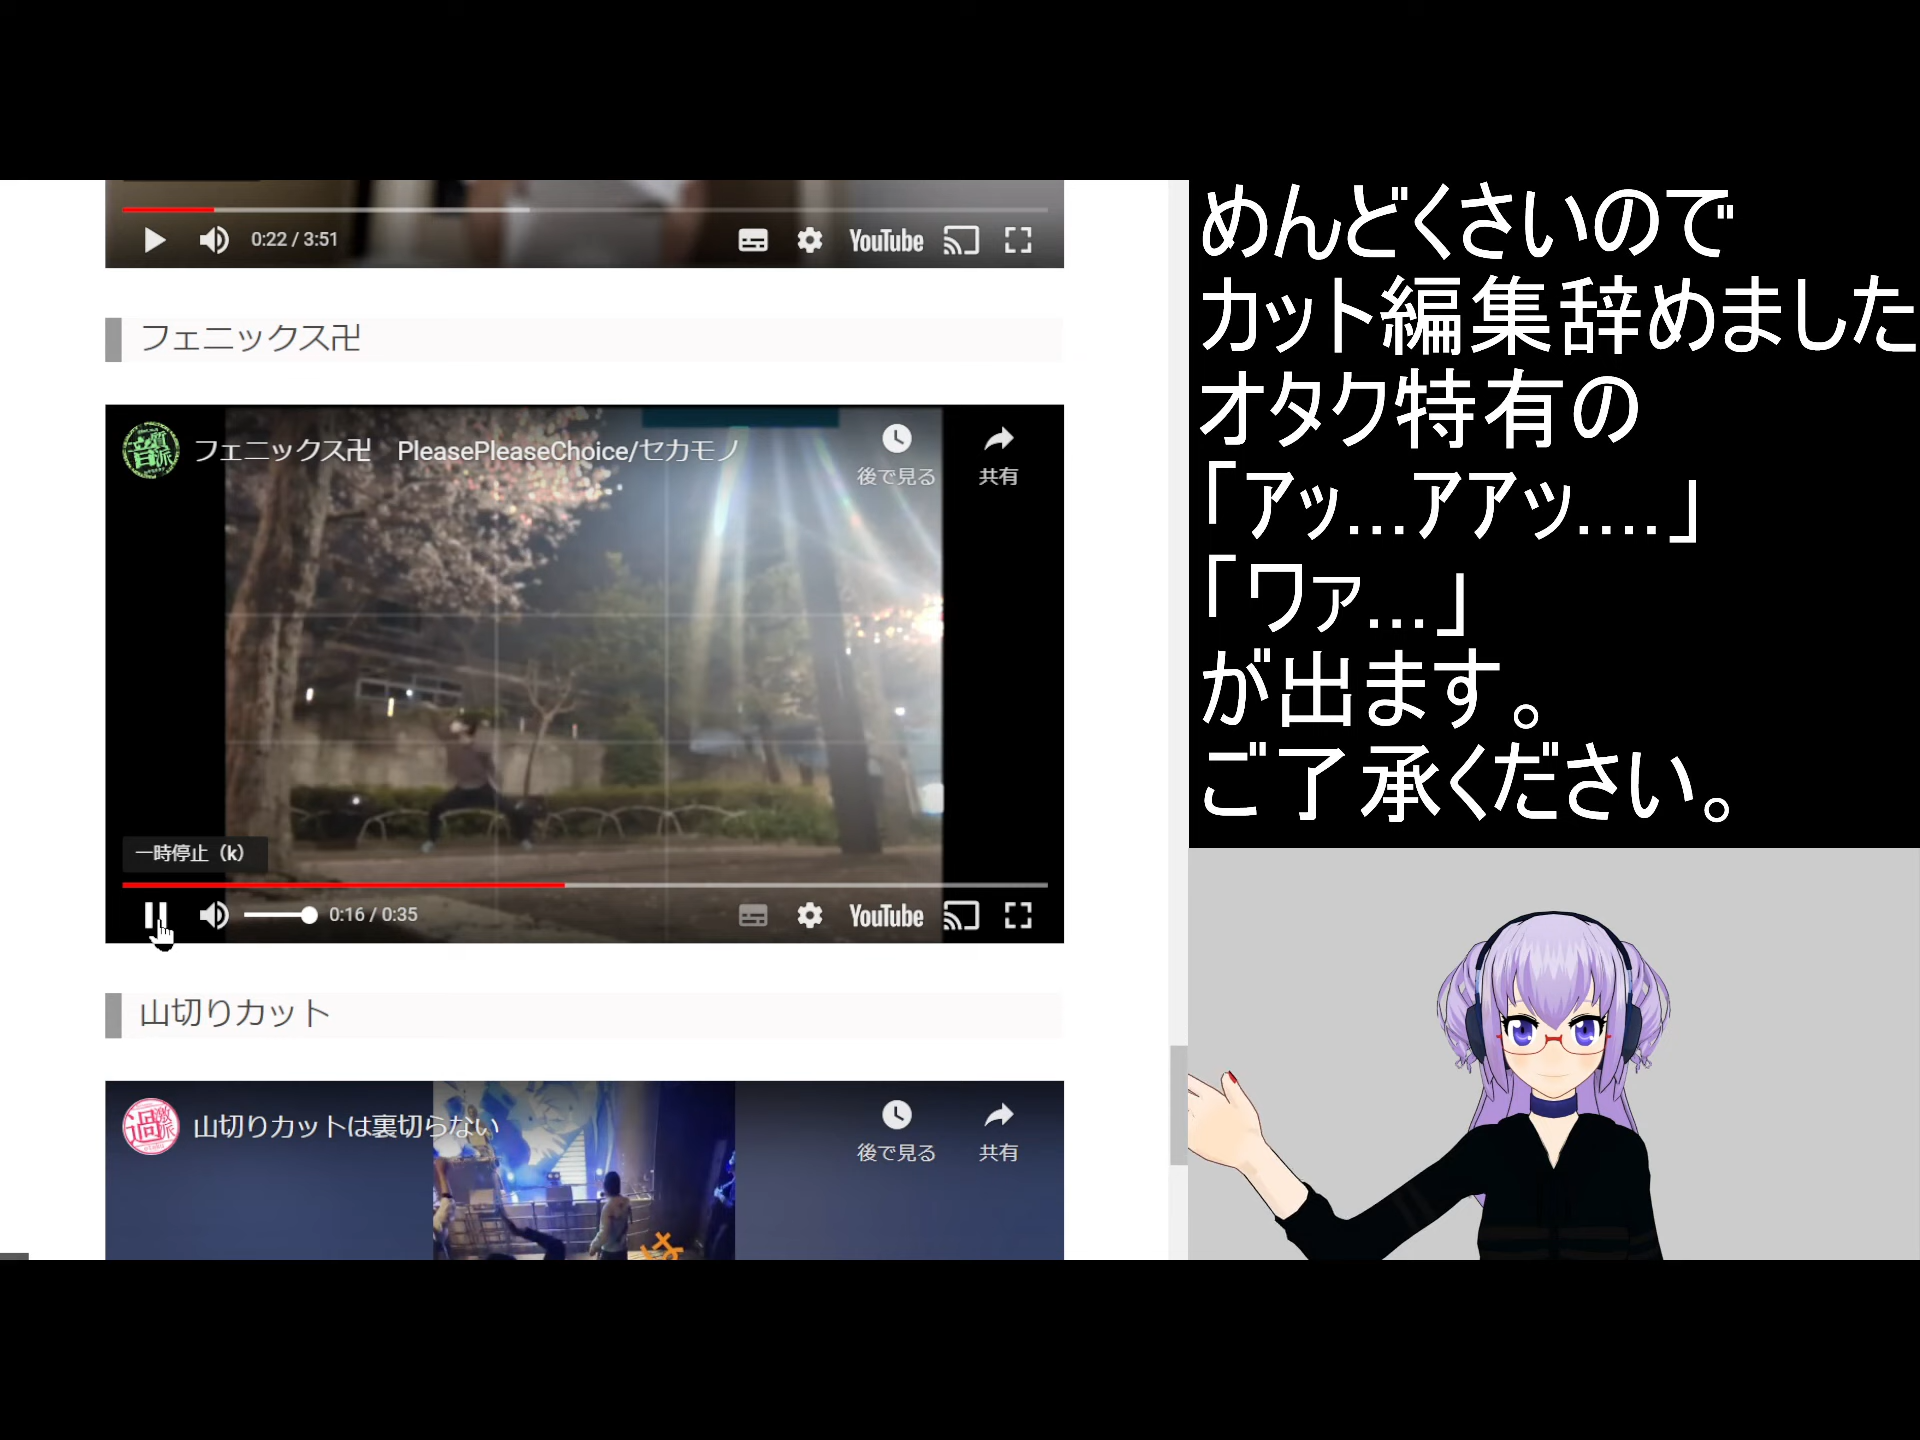 0:22 / 3:51
YouTube
フェニックス卍
音
フェニックス卍 PleasePleaseChoice/セカモノ
後で見る
共有
一時停止 (k)
0:16 / 0:35
YouTube
山切りカット
過激派
山切りカットは裏切らない
後で見る
共有
は
めんどくさいので
カット編集辞めました
オタク特有の
「アッ...アアッ....」
「ワァ...」
が出ます。
ご了承ください。